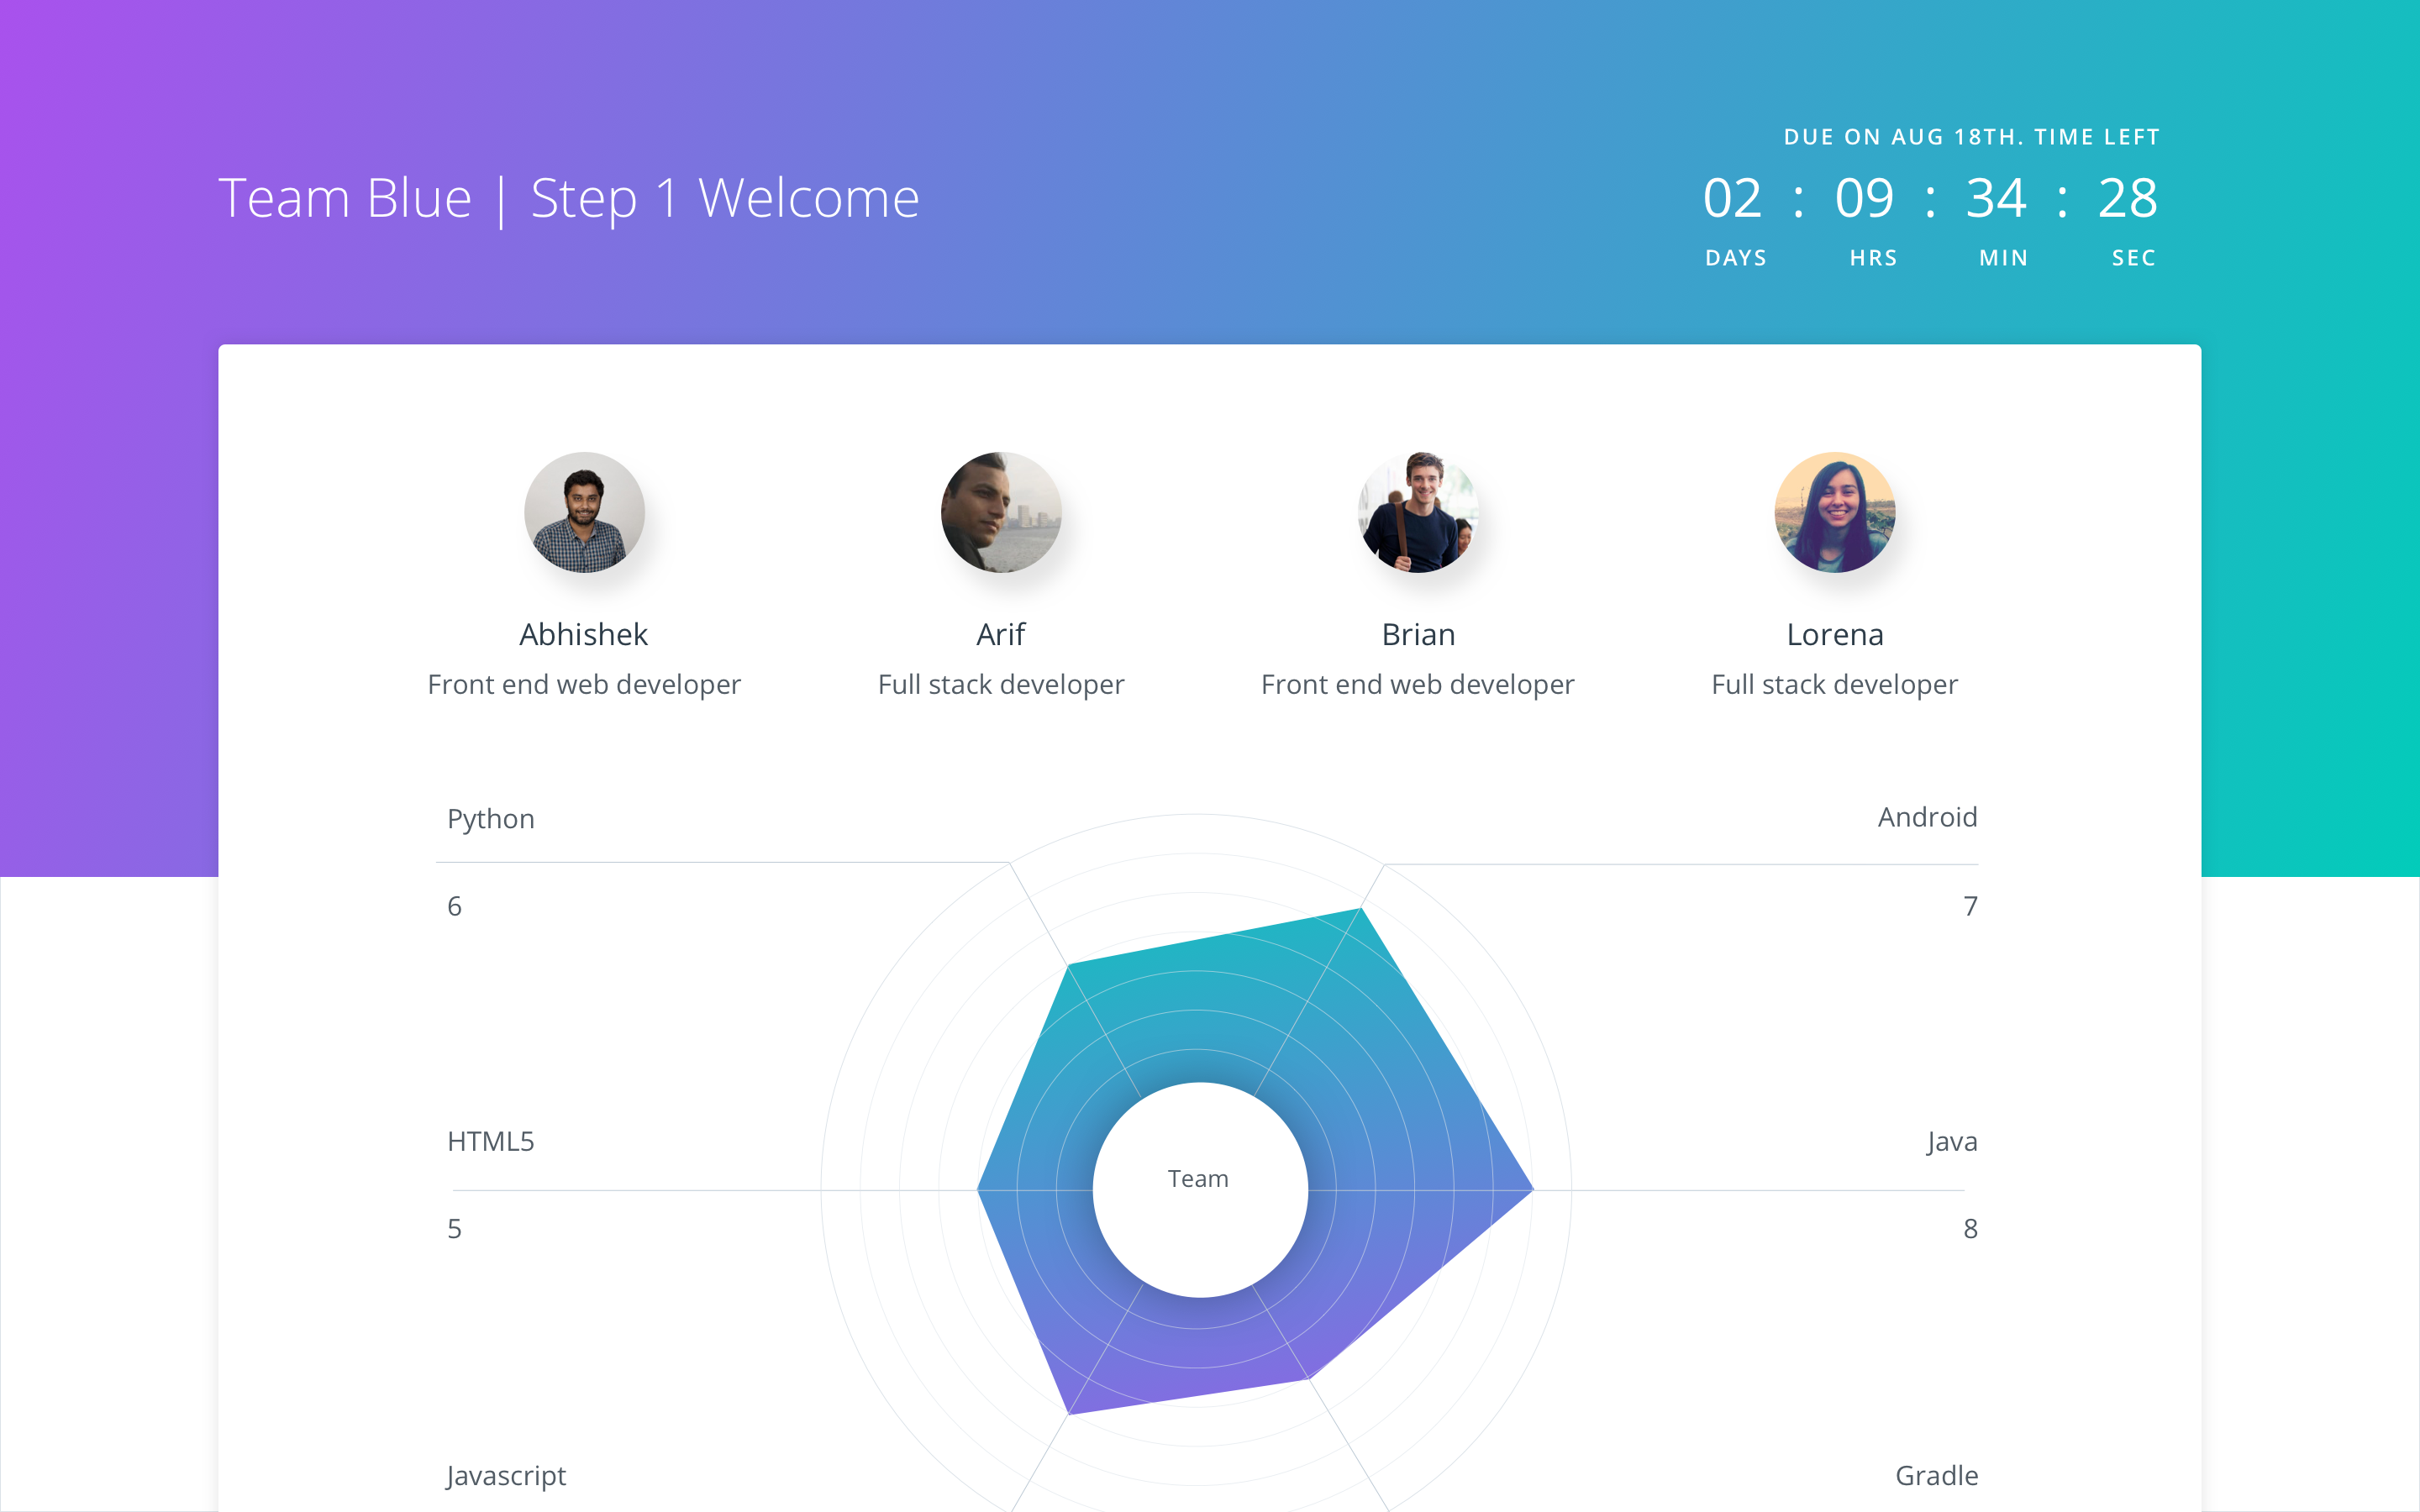 DUE ON AUG 18TH. TIME LEFT
Team Blue | Step 1 Welcome
02 : 09 : 34 : 28
DAYS HRS MIN SEC
Abhishek
Front end web developer
Arif
Full stack developer
Brian
Front end web developer
Lorena
Full stack developer
Python
6
Android
7
HTML5
5
Team
Java
8
Javascript
Gradle